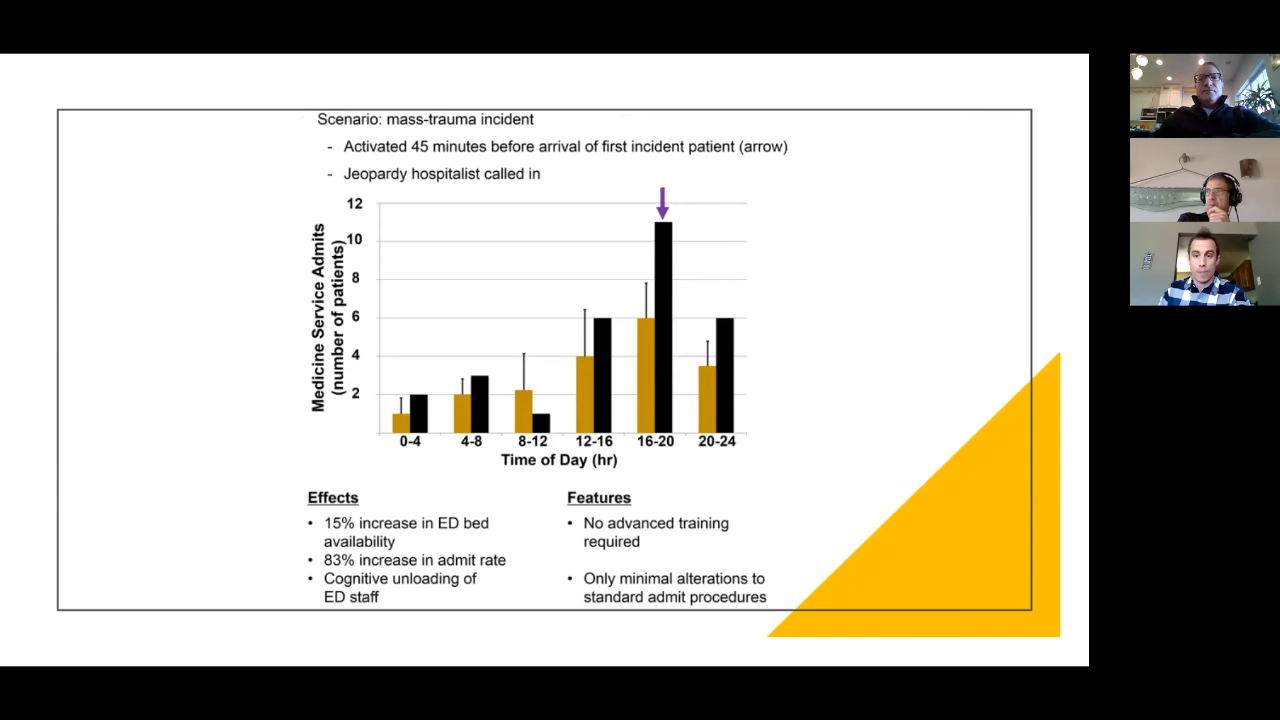 Scenario: mass-trauma incident
- Activated 45 minutes before arrival of first incident patient (arrow)
- Jeopardy hospitalist called in
Medicine Service Admits
(number of patients)
12
10
8
6
4
2
0-4 4-8 8-12 12-16 16-20 20-24
Time of Day (hr)
Effects
• 15% increase in ED bed
availability
• 83% increase in admit rate
• Cognitive unloading of
ED staff
Features
• No advanced training
required
• Only minimal alterations to
standard admit procedures